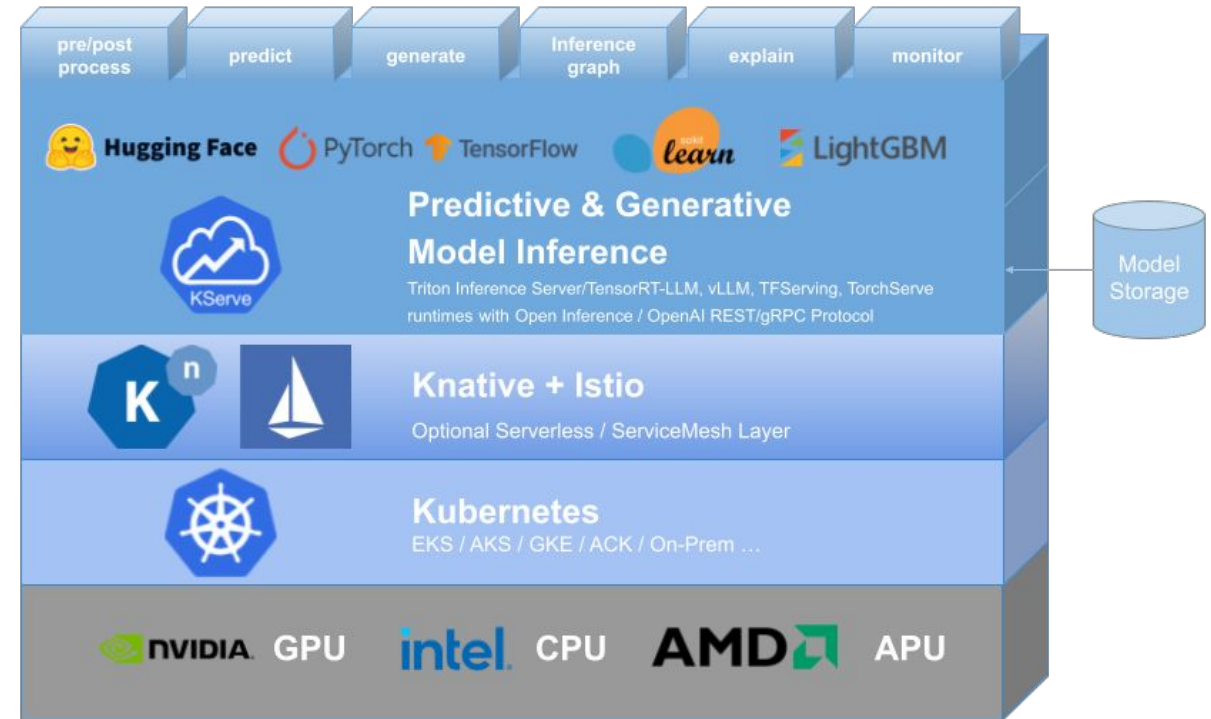 pre/post
process
predict
generate
Inference
graph
explain
monitor
Hugging Face
PyTorch
TensorFlow
scikit
learn
LightGBM
Predictive & Generative
Model Inference
Triton Inference Server/TensorRT-LLM, vLLM, TFServing, TorchServe
runtimes with Open Inference / OpenAI REST/gRPC Protocol
KServe
Model
Storage
K
n
Knative + Istio
Optional Serverless / ServiceMesh Layer
Kubernetes
EKS / AKS / GKE / ACK / On-Prem …
NVIDIA. GPU
intel. CPU
AMD APU